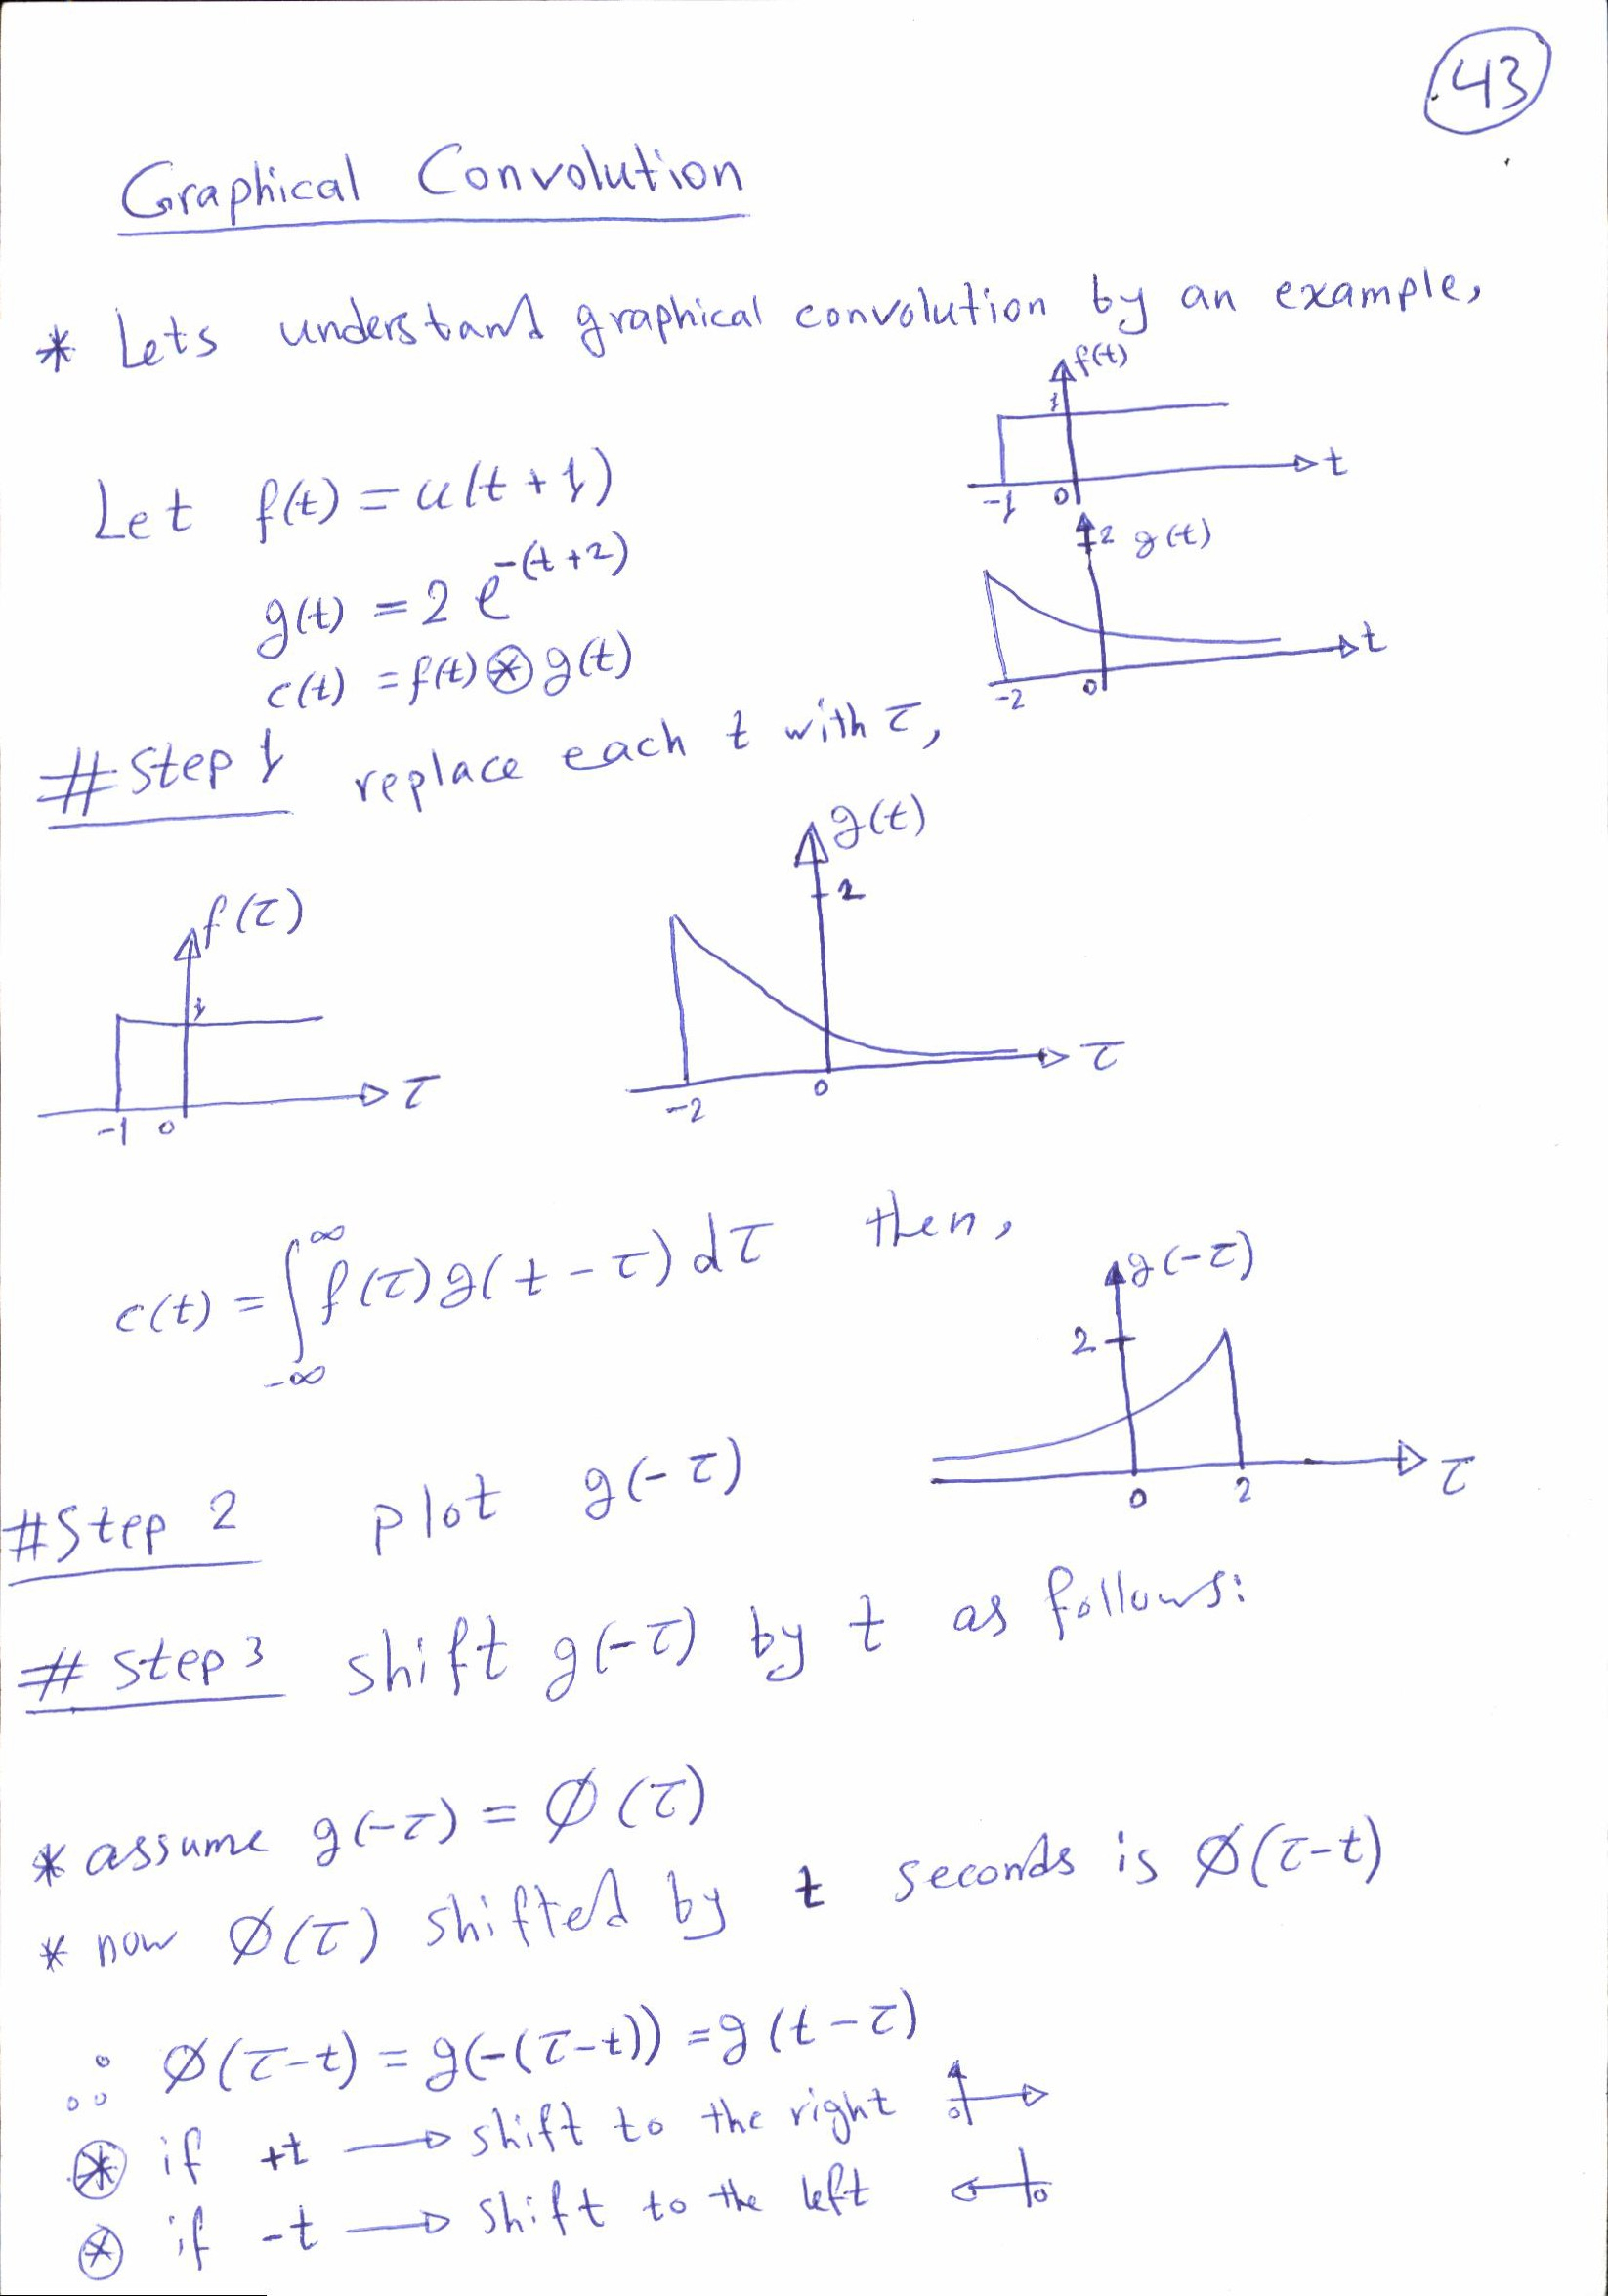 43
Graphical Convolution
* Lets understand graphical convolution by an example,
f(t)
1
t
-1 0
Let f(t) = u(t+1)
2 g(t)
g(t) = 2 e^-(t+2)
t
-2 0
c(t) = f(t) ⊛ g(t)
# Step 1 replace each t with τ,
g(t)
2
τ
-2 0
f(τ)
1
τ
-1 0
c(t) = ∫_{-∞}^{∞} f(τ) g(t-τ) dτ then,
g(-τ)
2
τ
0 2
#Step 2 plot g(-τ)
# step 3 shift g(-τ) by t as follows:
* assume g(-τ) = Ø(τ)
* now Ø(τ) shifted by t seconds is Ø(τ-t)
∴ Ø(τ-t) = g(-(τ-t)) = g(t-τ)
⊛ if +t → shift to the right 0
⊛ if -t → shift to the left 0